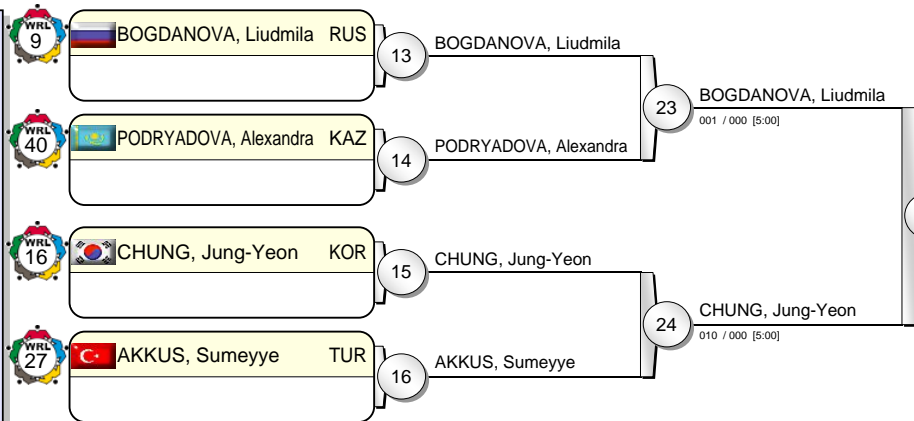 WRL
9
BOGDANOVA, Liudmila RUS
13
BOGDANOVA, Liudmila
23
BOGDANOVA, Liudmila
001 / 000 [5:00]
WRL
40
PODRYADOVA, Alexandra KAZ
14
PODRYADOVA, Alexandra
WRL
16
CHUNG, Jung-Yeon KOR
15
CHUNG, Jung-Yeon
24
CHUNG, Jung-Yeon
010 / 000 [5:00]
WRL
27
AKKUS, Sumeyye TUR
16
AKKUS, Sumeyye